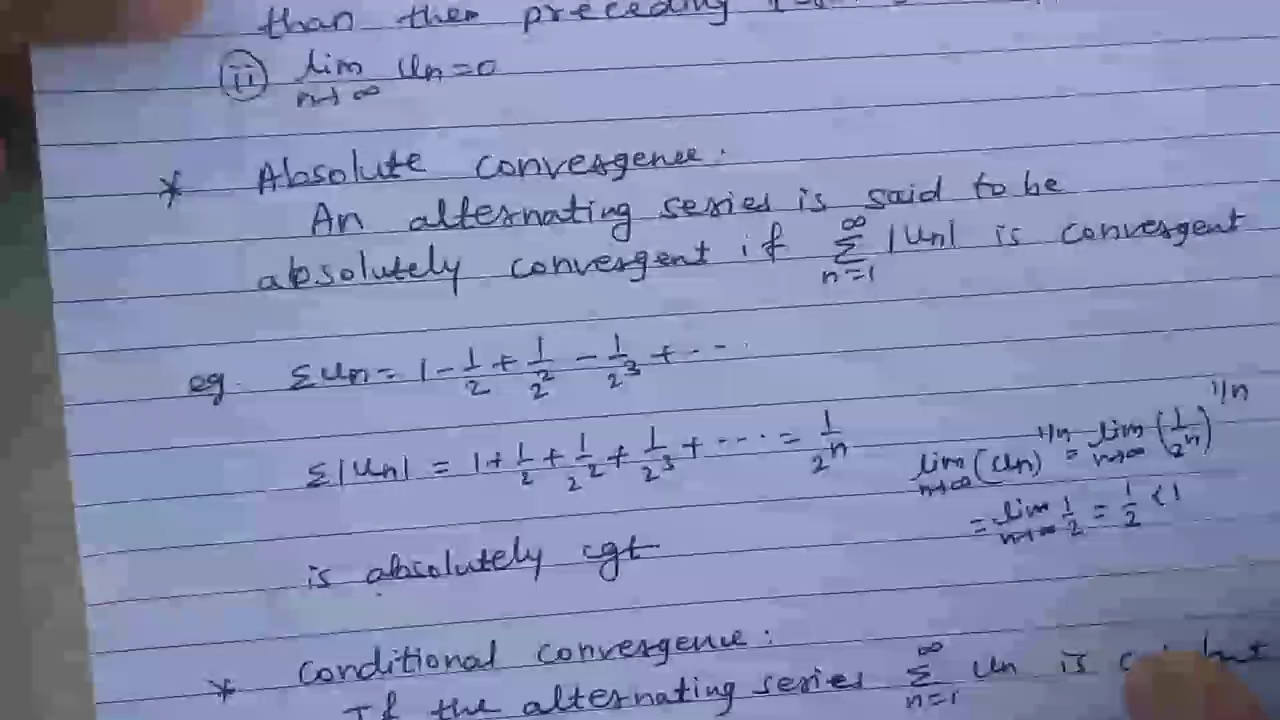 than then preceding
(ii) lim n→∞ Un = 0
* Absolute convergence.
An alternating series is said to be
absolutely convergent if ∞ Σ n=1 |Un| is convergent
eg. ΣUn = 1 - 1/2 + 1/2² - 1/2³ + ---
Σ|Un| = 1 + 1/2 + 1/2² + 1/2³ + ---- = 1/2ⁿ
lim n→∞ (Un)^1/n = lim n→∞ (1/2ⁿ)^1/n
= lim n→∞ 1/2 = 1/2 < 1
is absolutely cgt
* Conditional convergence:
If the alternating series ∞ Σ n=1 Un is but